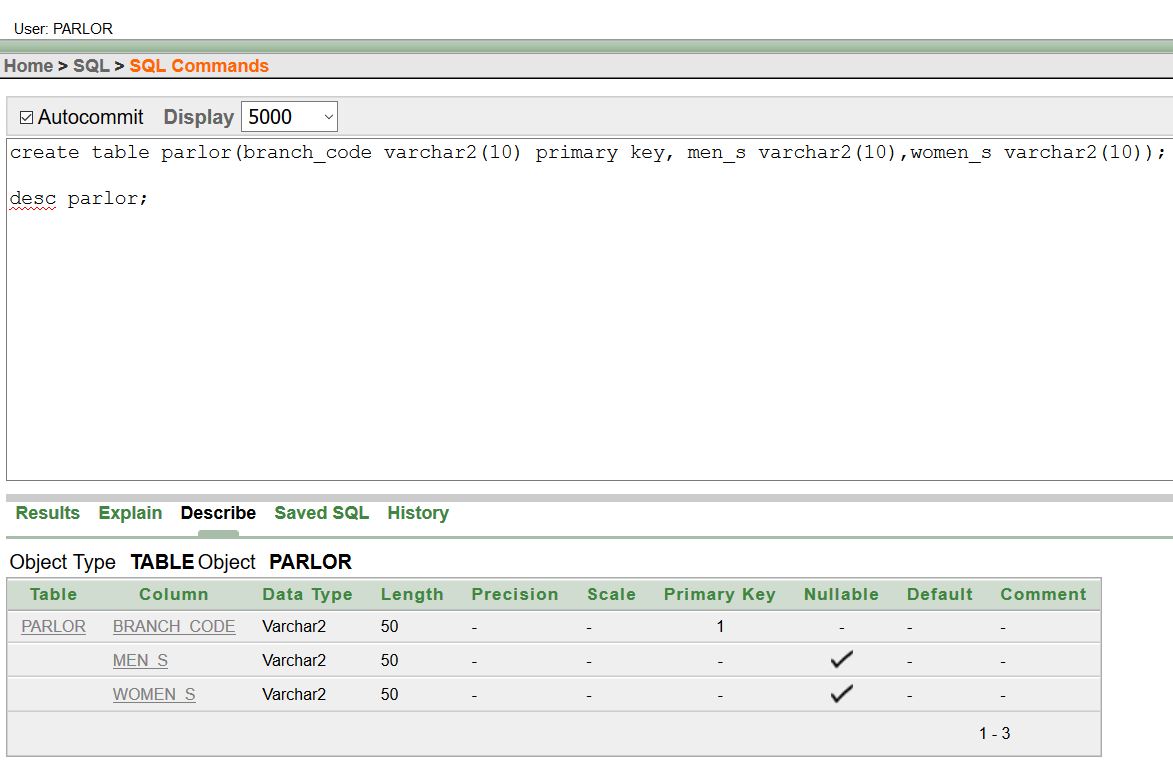 User: PARLOR
Home > SQL > SQL Commands
Autocommit Display 5000
create table parlor(branch_code varchar2(10) primary key, men_s varchar2(10),women_s varchar2(10));
desc parlor;
Results Explain Describe Saved SQL History
Object Type TABLE Object PARLOR
Table Column Data Type Length Precision Scale Primary Key Nullable Default Comment
PARLOR BRANCH_CODE Varchar2 50 - - 1 - - -
MEN_S Varchar2 50 - - - ✓ - -
WOMEN_S Varchar2 50 - - - ✓ - -
1 - 3